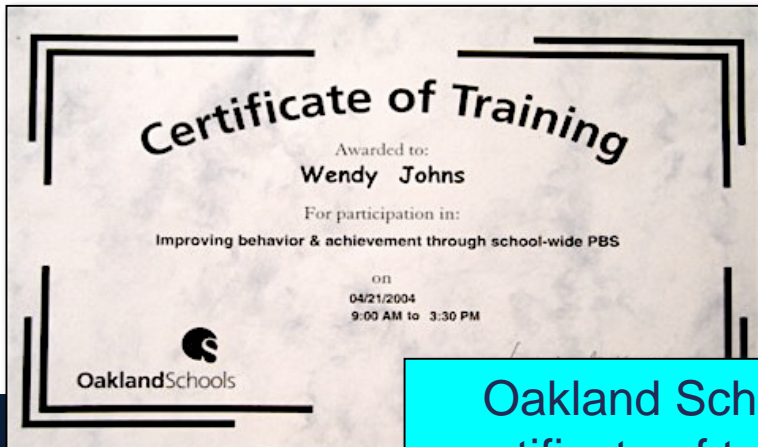 Certificate of Training
Awarded to:
Wendy Johns
For participation in:
Improving behavior & achievement through school-wide PBS
on
04/21/2004
9:00 AM to 3:30 PM
OaklandSchools
Oakland Sch